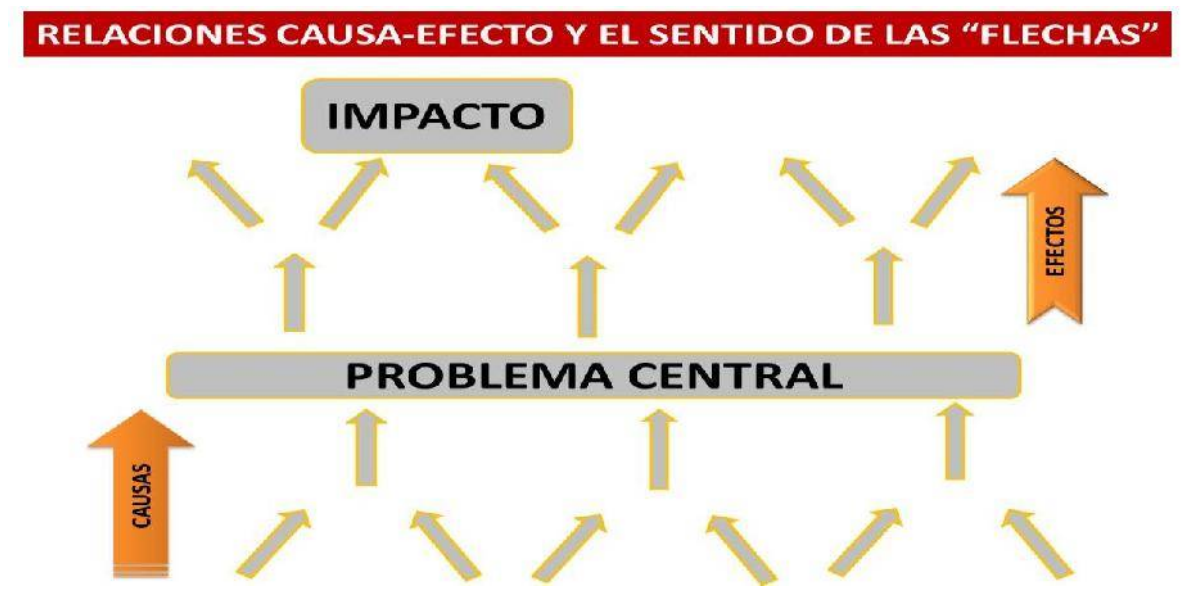 RELACIONES CAUSA-EFECTO Y EL SENTIDO DE LAS “FLECHAS”
IMPACTO
EFECTOS
PROBLEMA CENTRAL
CAUSAS